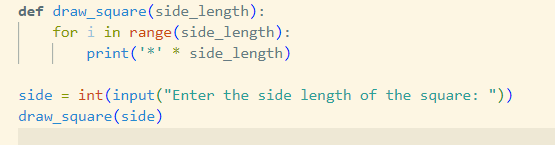 def draw_square(side_length):
    for i in range(side_length):
        print('*' * side_length)

side = int(input("Enter the side length of the square: "))
draw_square(side)